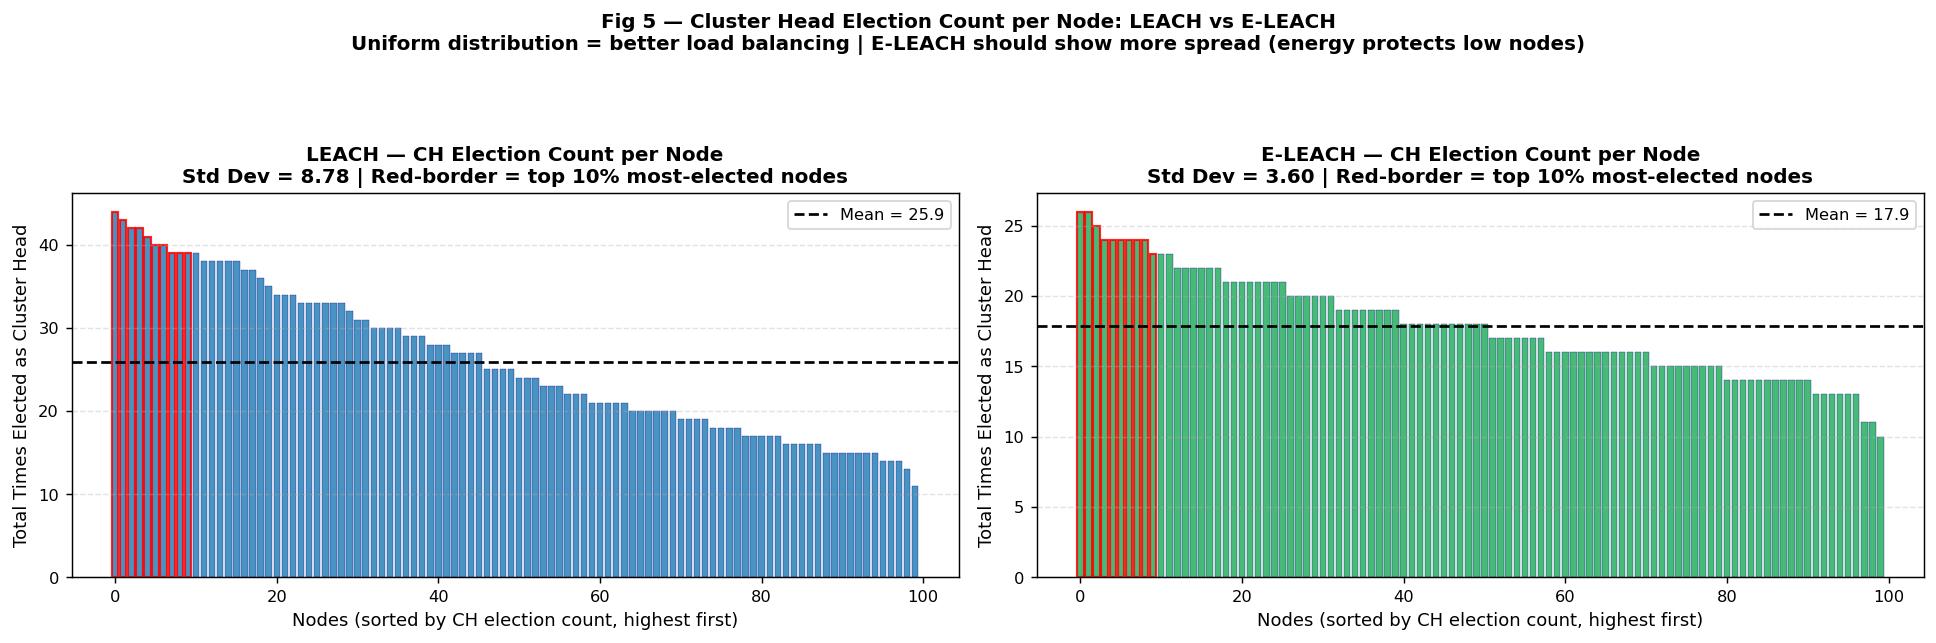 Fig 5 — Cluster Head Election Count per Node: LEACH vs E-LEACH
Uniform distribution = better load balancing | E-LEACH should show more spread (energy protects low nodes)
LEACH — CH Election Count per Node
Std Dev = 8.78 | Red-border = top 10% most-elected nodes
Mean = 25.9
Total Times Elected as Cluster Head
40
30
20
10
0
0 20 40 60 80 100
Nodes (sorted by CH election count, highest first)
E-LEACH — CH Election Count per Node
Std Dev = 3.60 | Red-border = top 10% most-elected nodes
Mean = 17.9
Total Times Elected as Cluster Head
25
20
15
10
5
0
0 20 40 60 80 100
Nodes (sorted by CH election count, highest first)